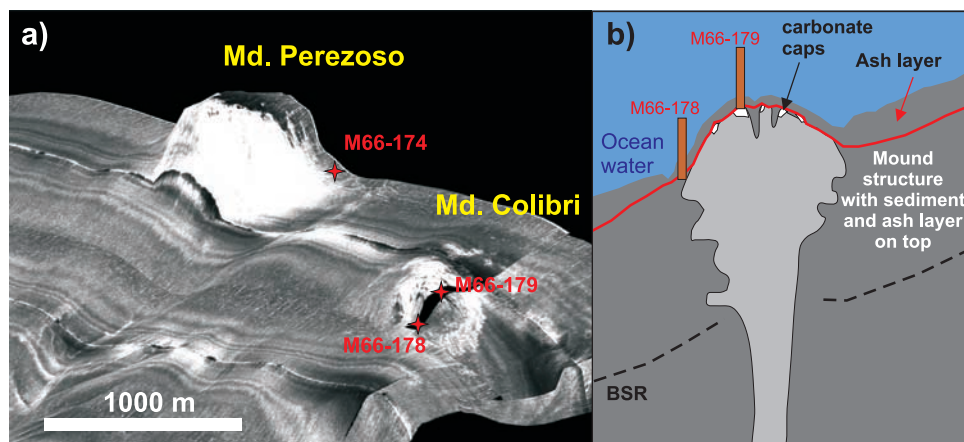 a)
Md. Perezoso
M66-174
Md. Colibri
M66-179
M66-178
1000 m
b)
M66-179
carbonate
caps
Ash layer
M66-178
Ocean
water
Mound
structure
with sediment
and ash layer
on top
BSR